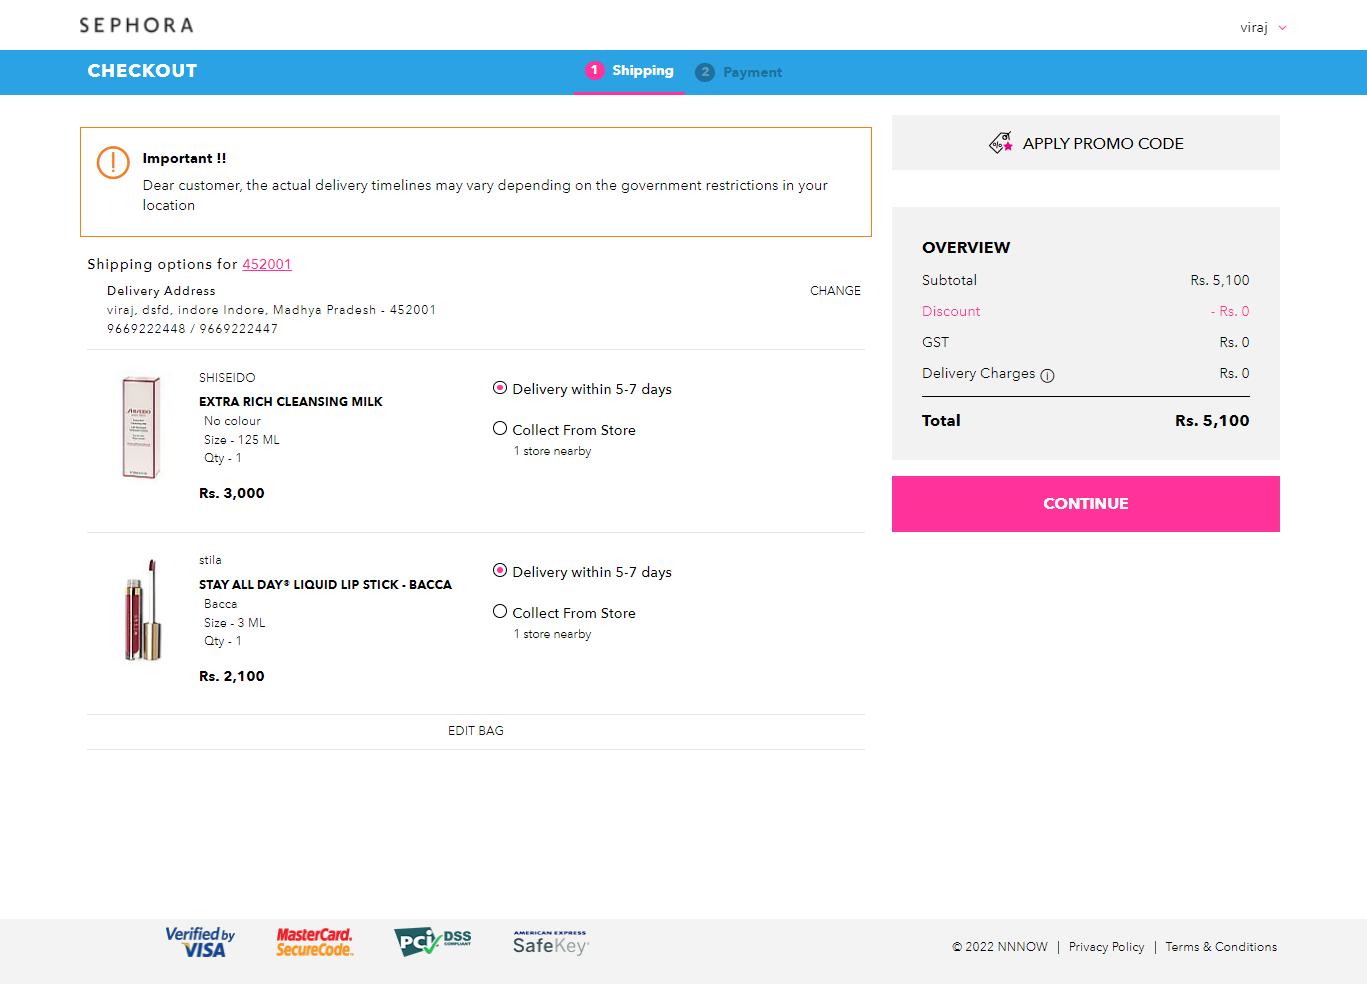 SEPHORA
viraj
CHECKOUT
1 Shipping
2 Payment
Important !!
Dear customer, the actual delivery timelines may vary depending on the government restrictions in your
location
APPLY PROMO CODE
Shipping options for 452001
Delivery Address
CHANGE
viraj, dsfd, indore Indore, Madhya Pradesh - 452001
9669222448 / 9669222447
SHISEIDO
EXTRA RICH CLEANSING MILK
No colour
Size - 125 ML
Qty - 1
Rs. 3,000
Delivery within 5-7 days
Collect From Store
1 store nearby
stila
STAY ALL DAY® LIQUID LIP STICK - BACCA
Bacca
Size - 3 ML
Qty - 1
Rs. 2,100
Delivery within 5-7 days
Collect From Store
1 store nearby
EDIT BAG
OVERVIEW
Subtotal Rs. 5,100
Discount - Rs. 0
GST Rs. 0
Delivery Charges Rs. 0
Total Rs. 5,100
CONTINUE
Verified by
VISA
MasterCard.
SecureCode.
PCI DSS
COMPLIANT
AMERICAN EXPRESS
SafeKey
© 2022 NNNOW | Privacy Policy | Terms & Conditions